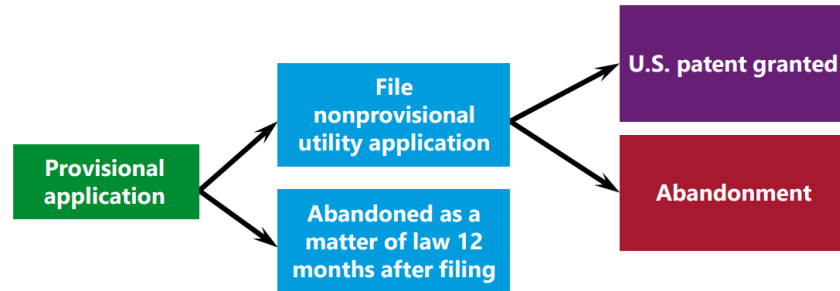 Provisional
application
File
nonprovisional
utility application
Abandoned as a
matter of law 12
months after filing
U.S. patent granted
Abandonment